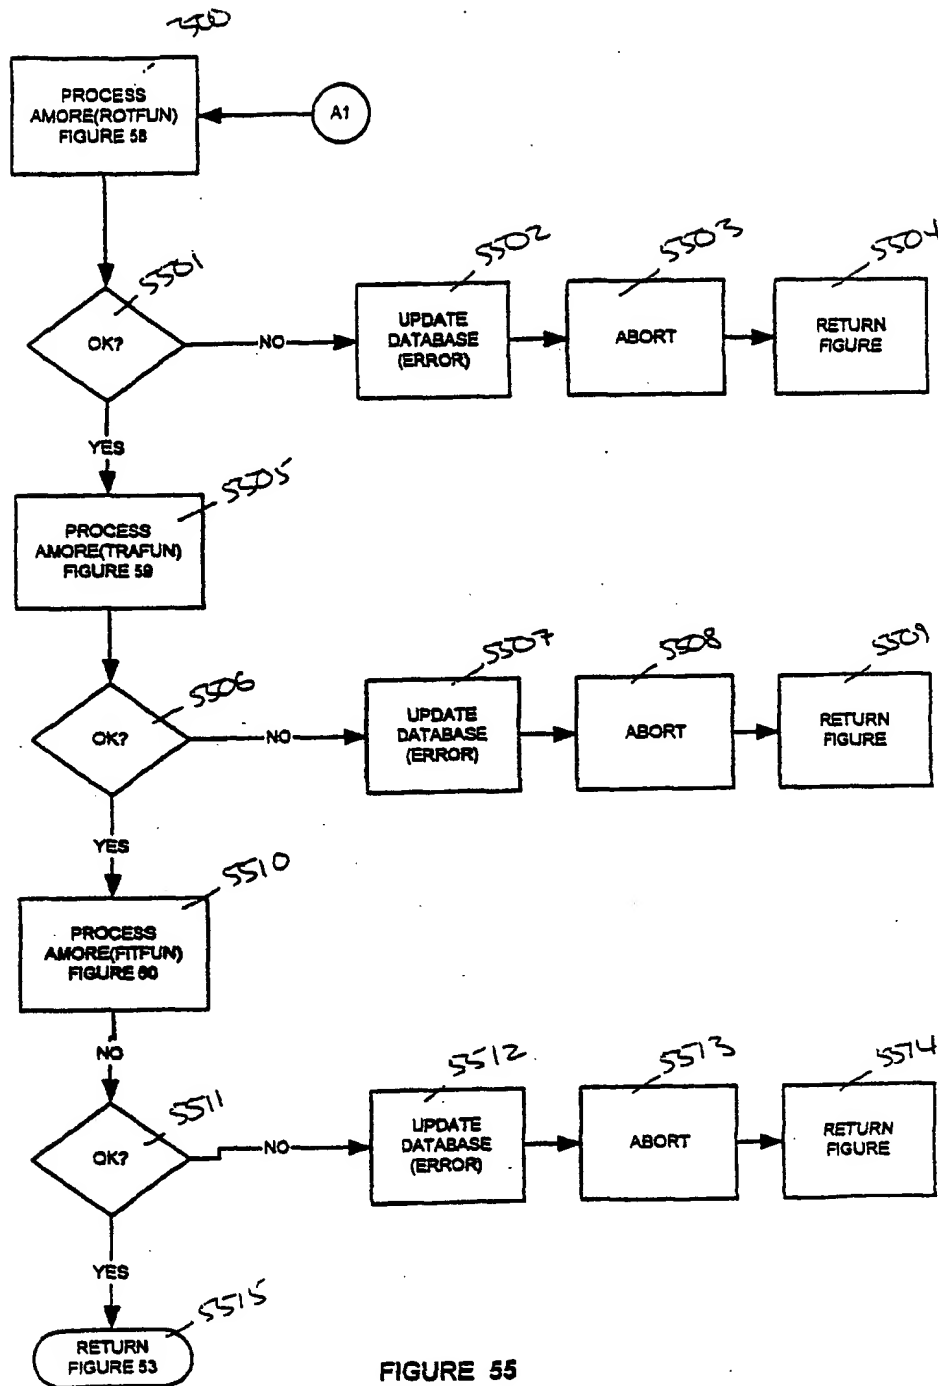 PROCESS
AMORE(ROTFUN)
FIGURE 58
A1
5501
OK?
NO
5502
UPDATE
DATABASE
(ERROR)
5503
ABORT
5504
RETURN
FIGURE
YES
5505
PROCESS
AMORE(TRAFUN)
FIGURE 59
5506
OK?
NO
5507
UPDATE
DATABASE
(ERROR)
5508
ABORT
5509
RETURN
FIGURE
YES
5510
PROCESS
AMORE(FITFUN)
FIGURE 60
NO
5511
OK?
NO
5512
UPDATE
DATABASE
(ERROR)
5513
ABORT
5514
RETURN
FIGURE
YES
5515
RETURN
FIGURE 53
FIGURE 55